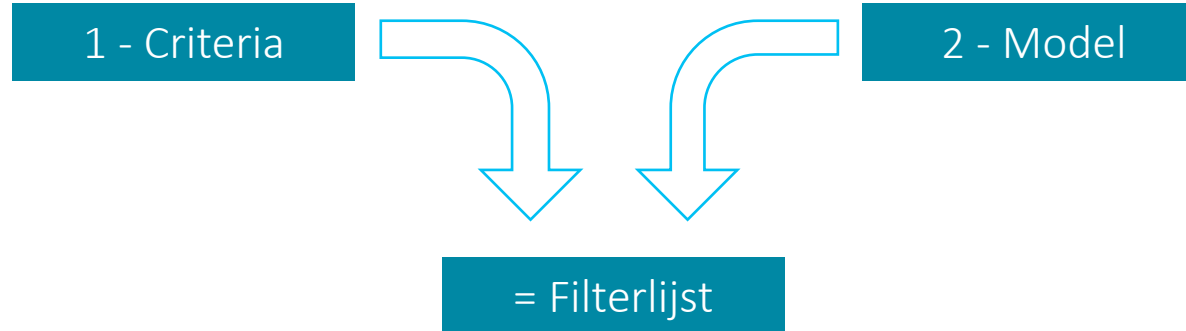 1 - Criteria
2 - Model
= Filterlijst